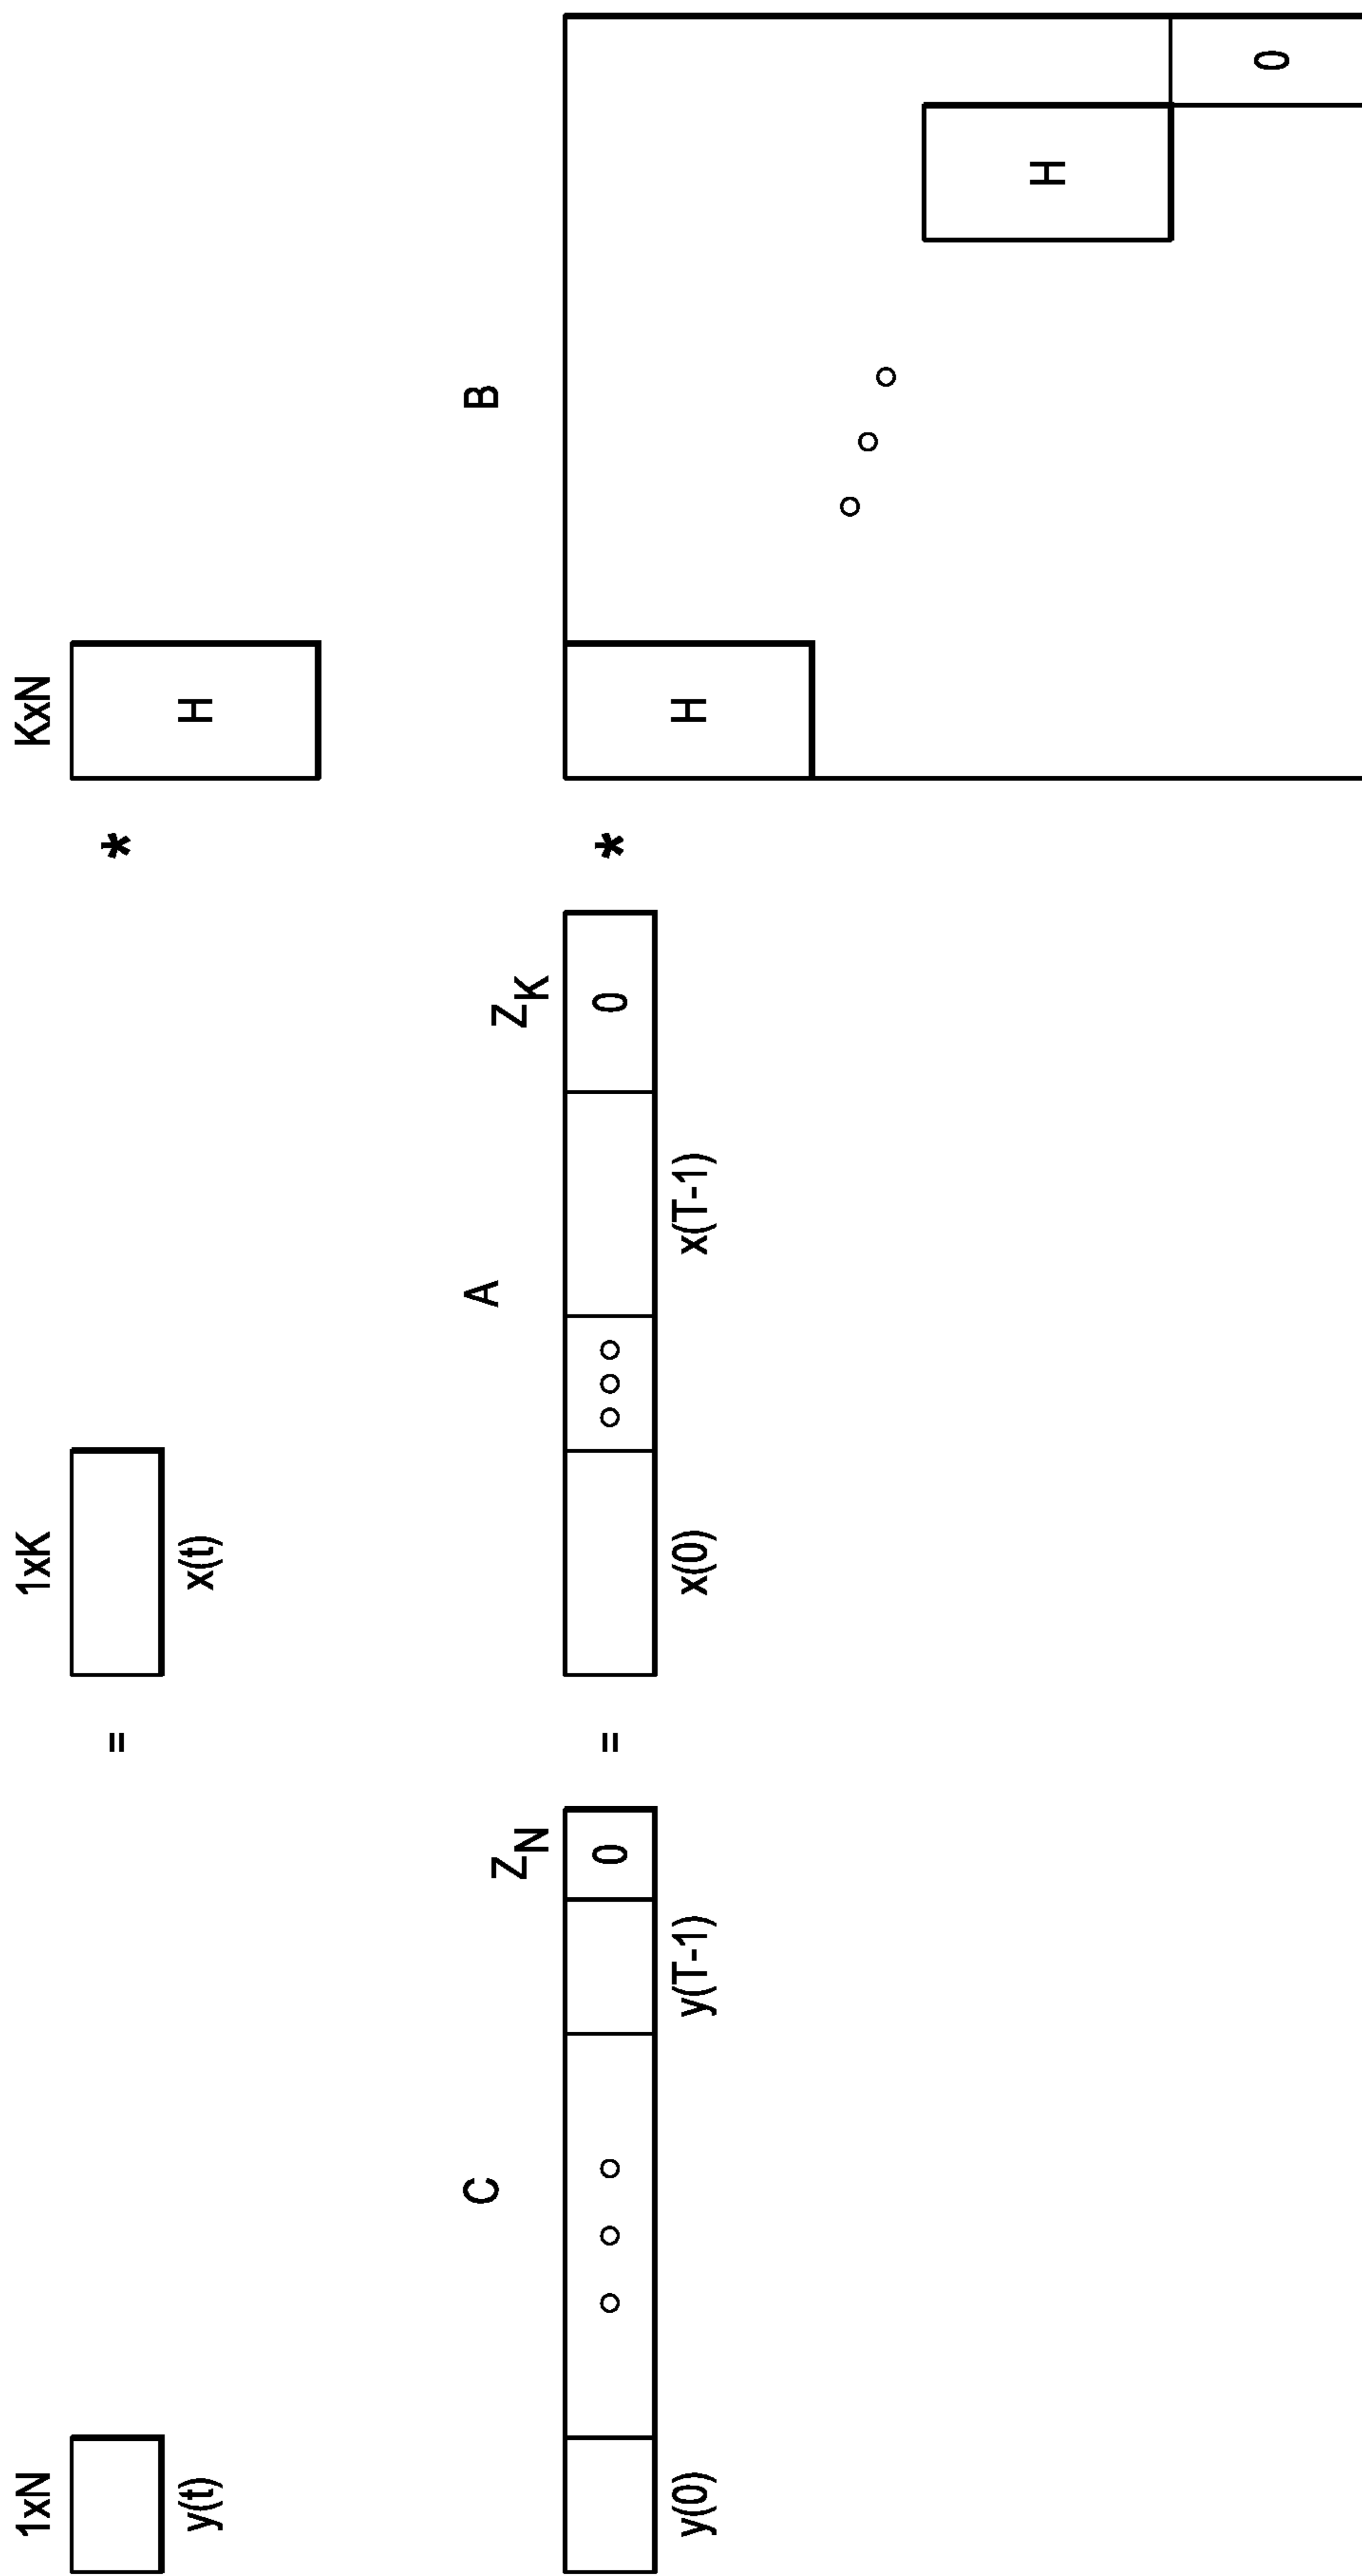 1xN 1xK KxN
= * H
y(t) x(t)
C A B
Z_N Z_K
0 = 0 * H
y(0) y(T-1) x(0) x(T-1)
H
0